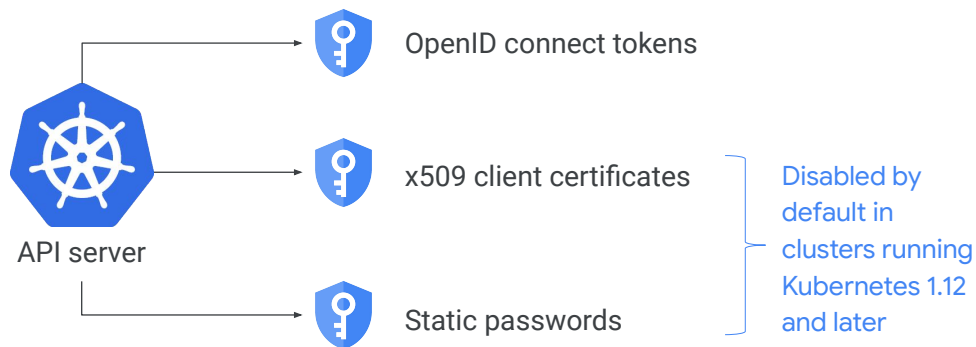 OpenID connect tokens
x509 client certificates
API server
Static passwords
Disabled by
default in
clusters running
Kubernetes 1.12
and later